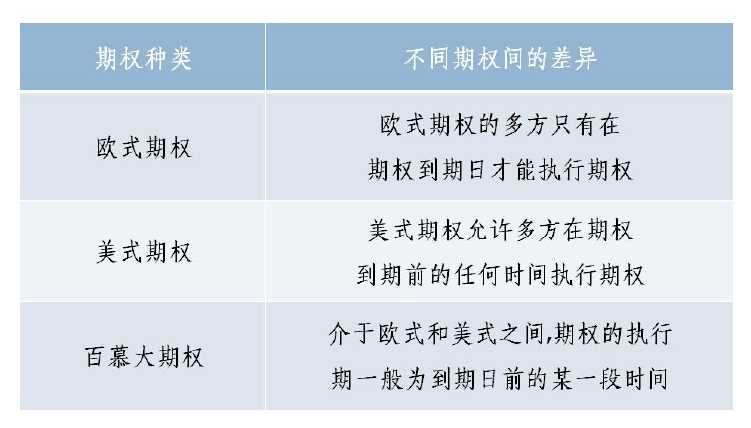 期权种类
不同期权间的差异
欧式期权
欧式期权的多方只有在
期权到期日才能执行期权
美式期权
美式期权允许多方在期权
到期前的任何时间执行期权
百慕大期权
介于欧式和美式之间,期权的执行
期一般为到期日前的某一段时间